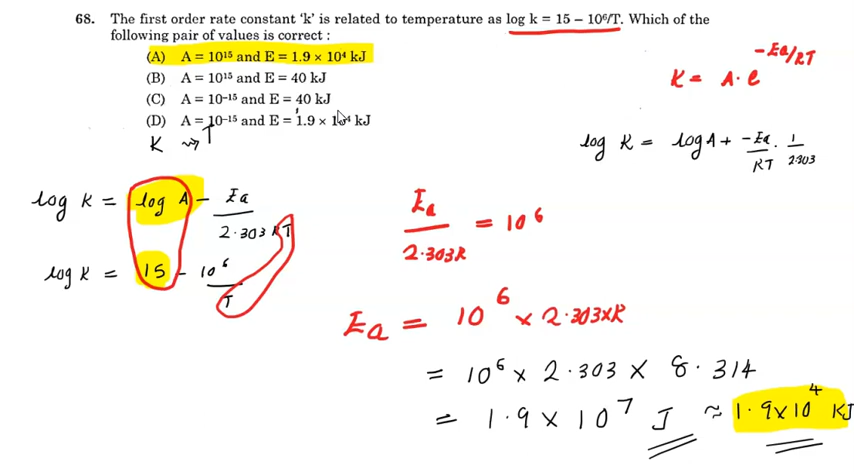 68. The first order rate constant 'k' is related to temperature as log k = 15 – 10⁶/T. Which of the
following pair of values is correct :
(A) A = 10¹⁵ and E = 1.9 × 10⁴ kJ
(B) A = 10¹⁵ and E = 40 kJ
(C) A = 10⁻¹⁵ and E = 40 kJ
(D) A = 10⁻¹⁵ and E = 1.9 × 10⁴ kJ
K ⇝ T
K = A · e^(-Ea/RT)
log K = log A + -Ea/RT · 1/2.303
log K = log A - Ea/2.303 RT
log K = 15 - 10⁶/T
Ea/2.303R = 10⁶
Ea = 10⁶ × 2.303×R
= 10⁶ × 2.303 × 8.314
= 1.9 × 10⁷ J ≈ 1.9×10⁴ KJ